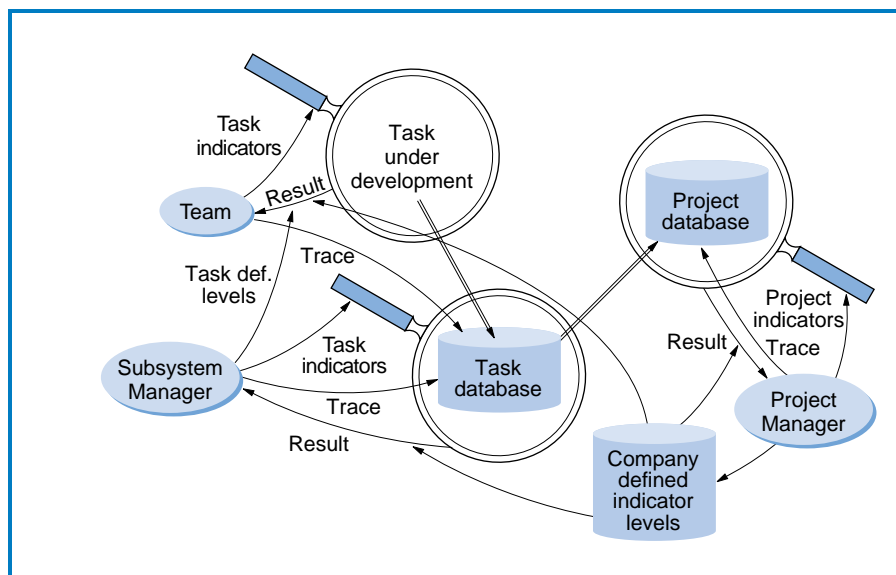 Task
indicators
Task
under
development
Result
Team
Project
database
Trace
Task def.
levels
Project
indicators
Result
Trace
Task
indicators
Task
database
Subsystem
Manager
Trace
Project
Manager
Result
Company
defined
indicator
levels